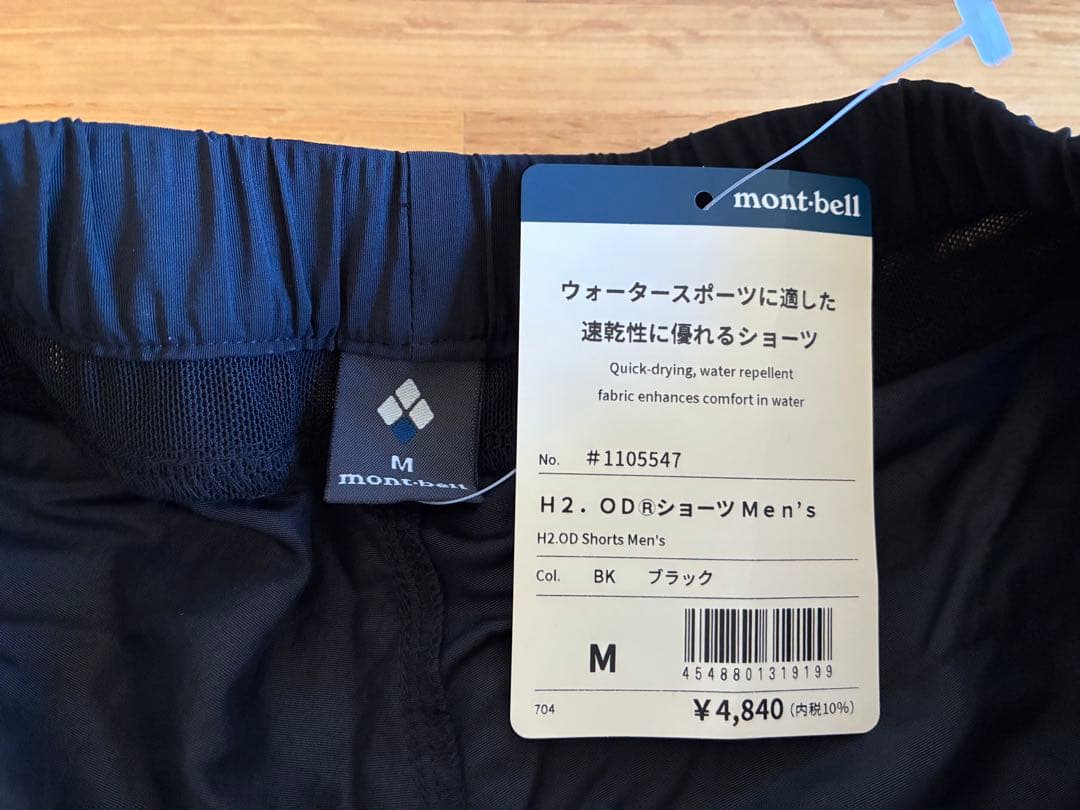 mont-bell
ウォータースポーツに適した
速乾性に優れるショーツ
Quick-drying, water repellent
fabric enhances comfort in water
No. #1105547
H2.OD®ショーツ Men's
H2.OD Shorts Men's
Col. BK ブラック
M
4548801319199
704 ¥4,840 (内税10%)
M
mont-bell